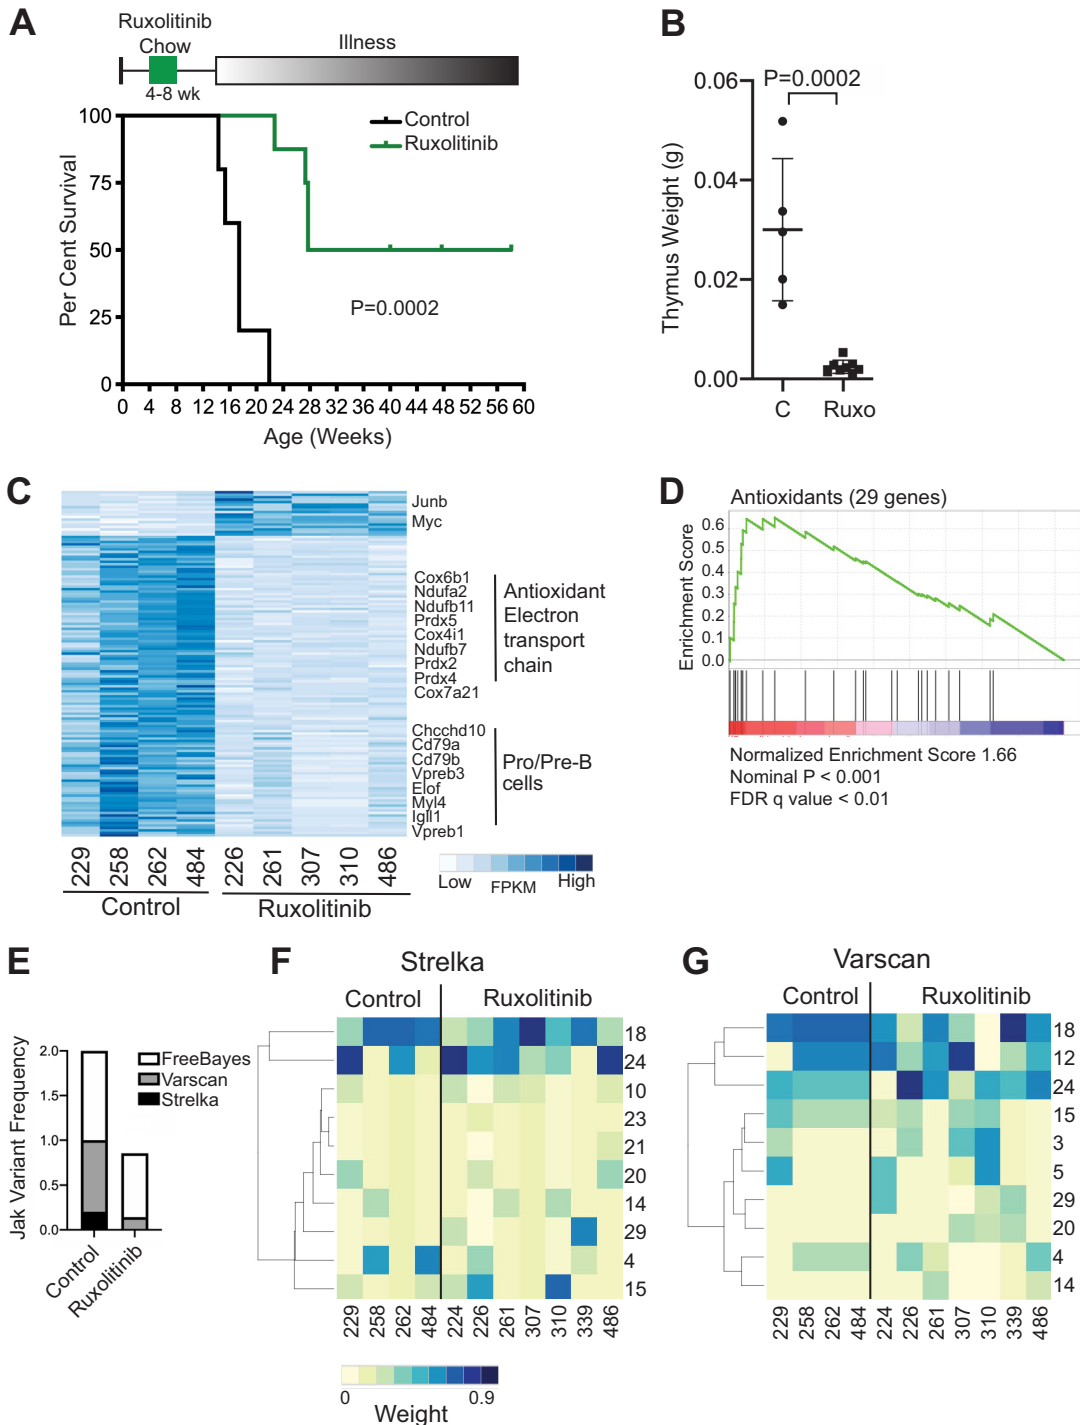 A
Ruxolitinib
Chow
Illness
4-8 wk
100
75
50
25
0
Per Cent Survival
Control
Ruxolitinib
P=0.0002
0 4 8 12 16 20 24 28 32 36 40 44 48 52 56 60
Age (Weeks)
B
0.06
0.04
0.02
0.00
Thymus Weight (g)
P=0.0002
C Ruxo
C
Junb
Myc
Cox6b1
Ndufa2
Ndufb11
Prdx5
Cox4i1
Ndufb7
Prdx2
Prdx4
Cox7a21
Antioxidant
Electron
transport
chain
Chcchd10
Cd79a
Cd79b
Vpreb3
Elof
Myl4
Igll1
Vpreb1
Pro/Pre-B
cells
229 258 262 484 226 261 307 310 486
Control Ruxolitinib
Low FPKM High
D
Antioxidants (29 genes)
Enrichment Score
0.6
0.5
0.4
0.3
0.2
0.1
0.0
Normalized Enrichment Score 1.66
Nominal P < 0.001
FDR q value < 0.01
E
Jak Variant Frequency
2.0
1.5
1.0
0.5
0.0
FreeBayes
Varscan
Strelka
Control Ruxolitinib
F
Strelka
Control Ruxolitinib
18
24
10
23
21
20
14
29
4
15
229 258 262 484 224 226 261 307 310 339 486
0 0.9
Weight
G
Varscan
Control Ruxolitinib
18
12
24
15
3
5
29
20
4
14
229 258 262 484 224 226 261 307 310 339 486